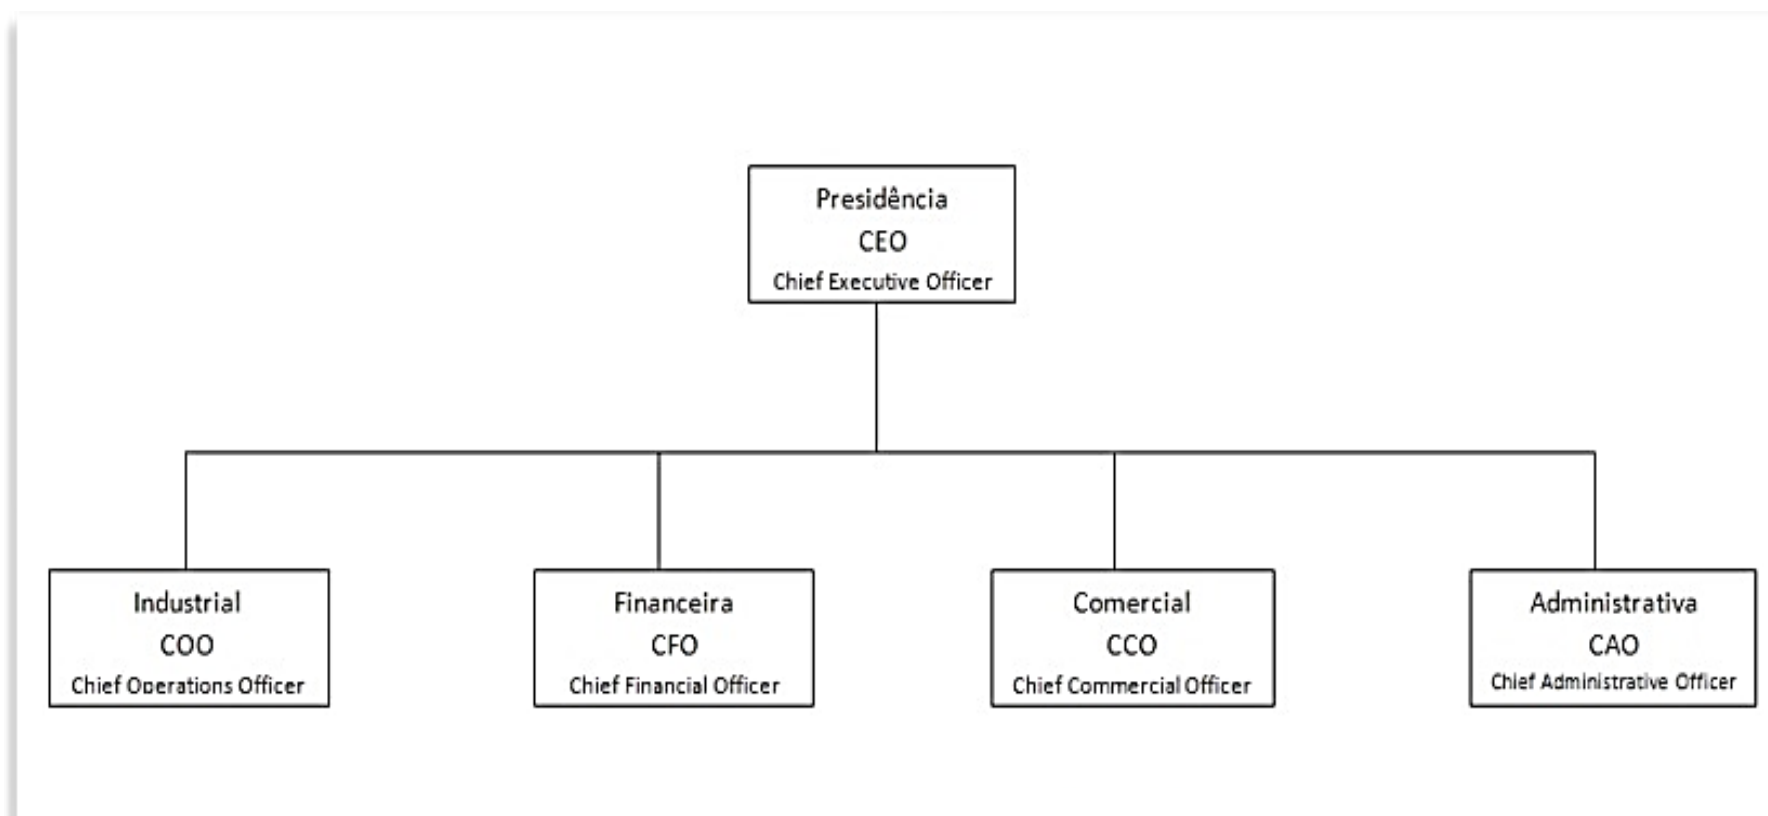 Presidência
CEO
Chief Executive Officer
Industrial
COO
Chief Operations Officer
Financeira
CFO
Chief Financial Officer
Comercial
CCO
Chief Commercial Officer
Administrativa
CAO
Chief Administrative Officer